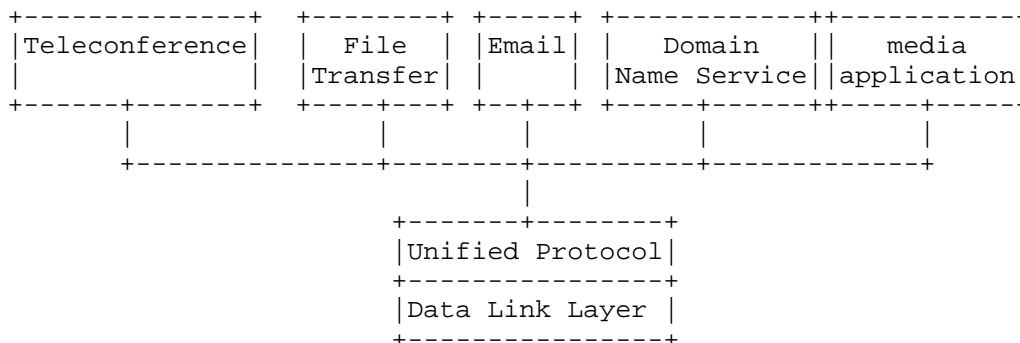 Teleconference File Email Domain media
Transfer Name Service application
Unified Protocol
Data Link Layer